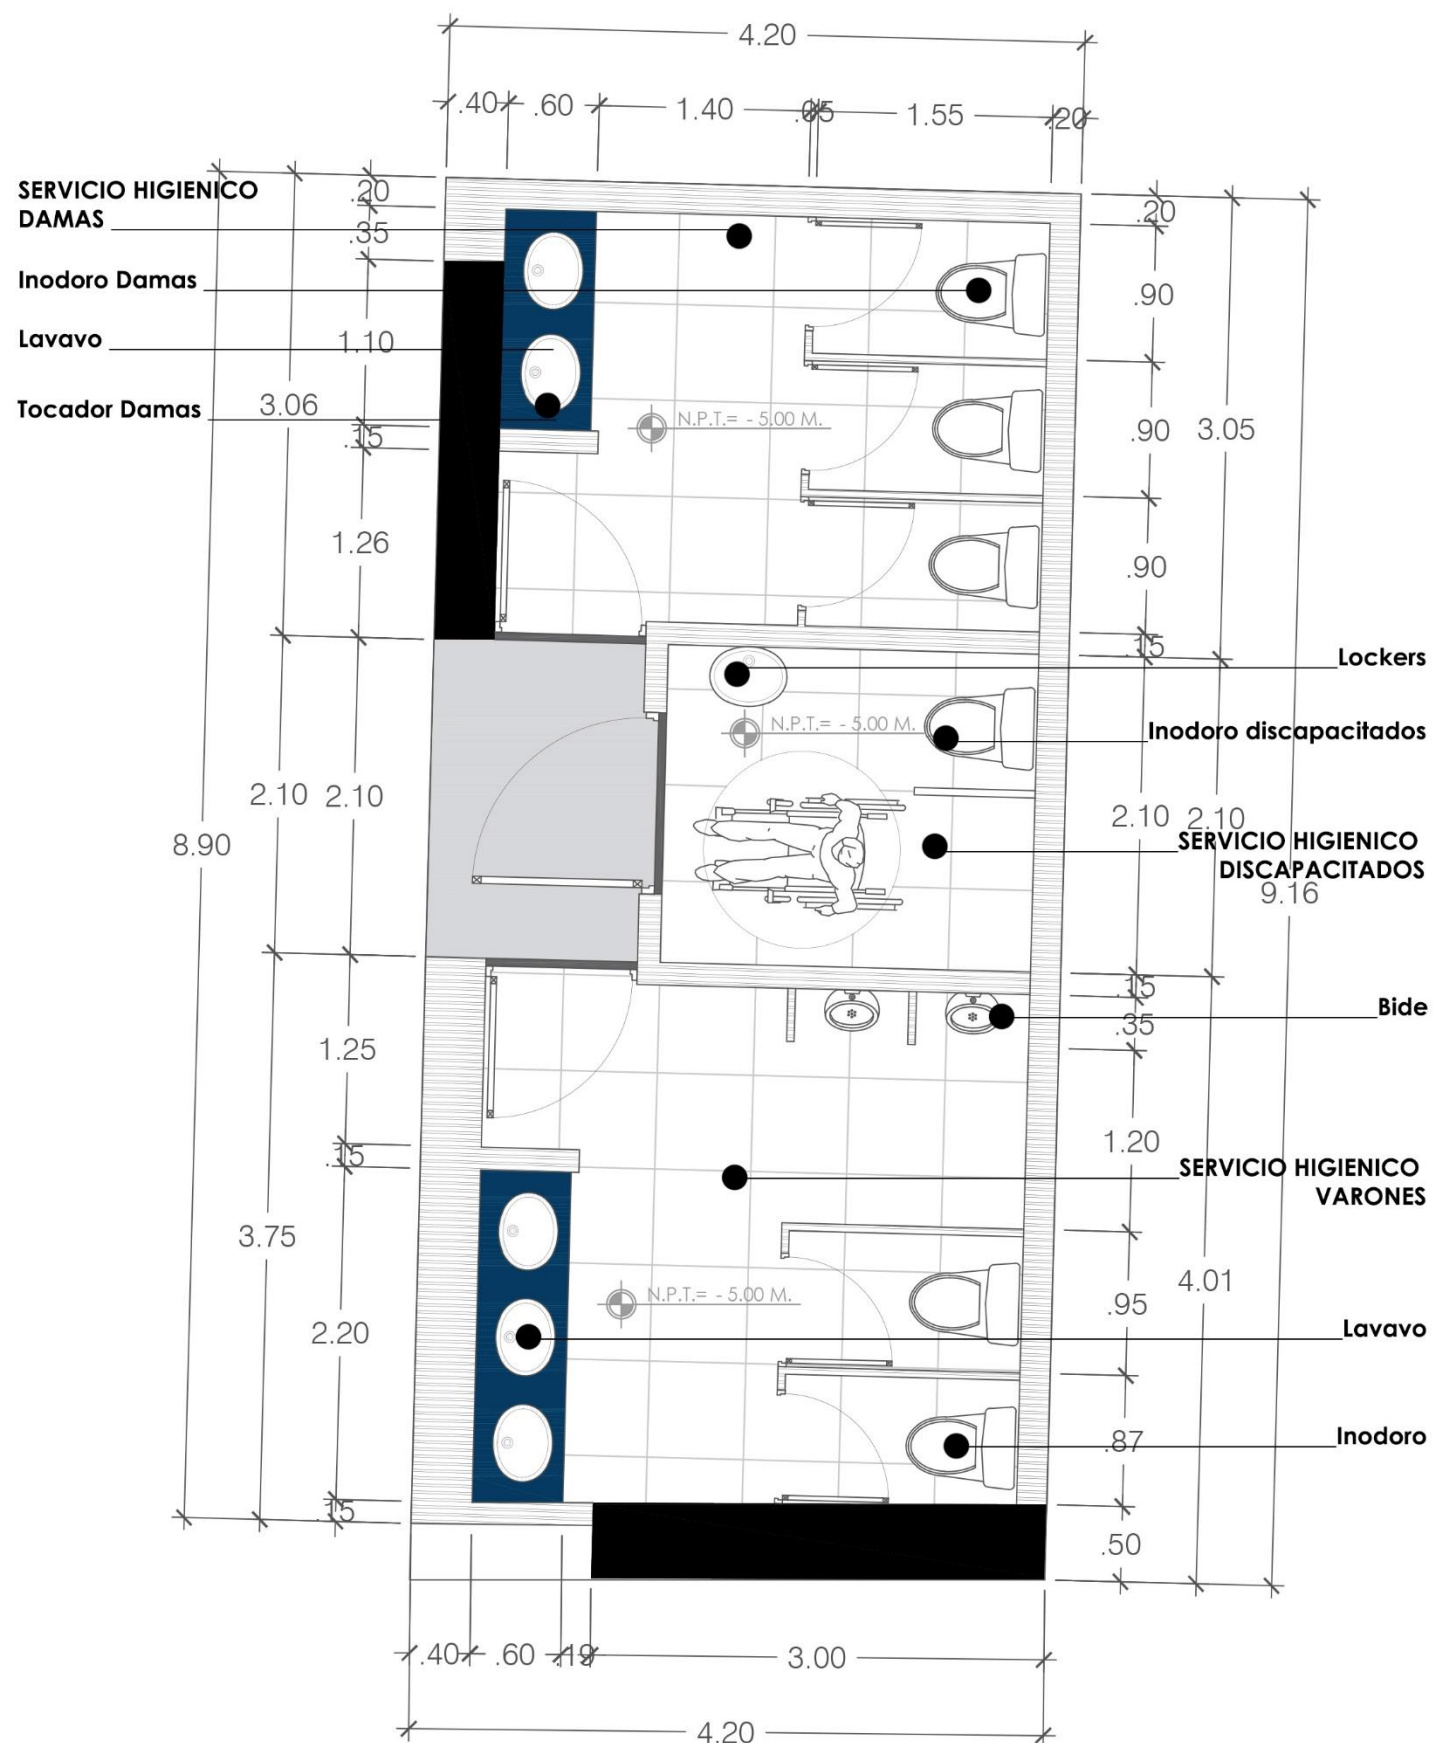 4.20
.40
.60
1.40
.05
1.55
.20
SERVICIO HIGIENICO
DAMAS
.20
.35
.20
Inodoro Damas
.90
Lavavo
1.10
Tocador Damas
3.06
N.P.T.= - 5.00 M.
.90
3.05
.15
1.26
.90
.15
Lockers
N.P.T.= - 5.00 M.
Inodoro discapacitados
2.10
2.10
2.10
2.10
8.90
SERVICIO HIGIENICO
DISCAPACITADOS
9.16
.15
Bide
.35
1.25
1.20
.15
SERVICIO HIGIENICO
VARONES
3.75
4.01
N.P.T.= - 5.00 M.
.95
2.20
Lavavo
.87
Inodoro
.15
.50
.40
.60
.19
3.00
4.20